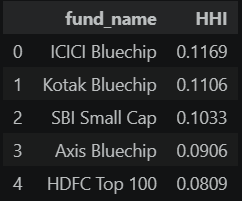 fund_name HHI
0 ICICI Bluechip 0.1169
1 Kotak Bluechip 0.1106
2 SBI Small Cap 0.1033
3 Axis Bluechip 0.0906
4 HDFC Top 100 0.0809